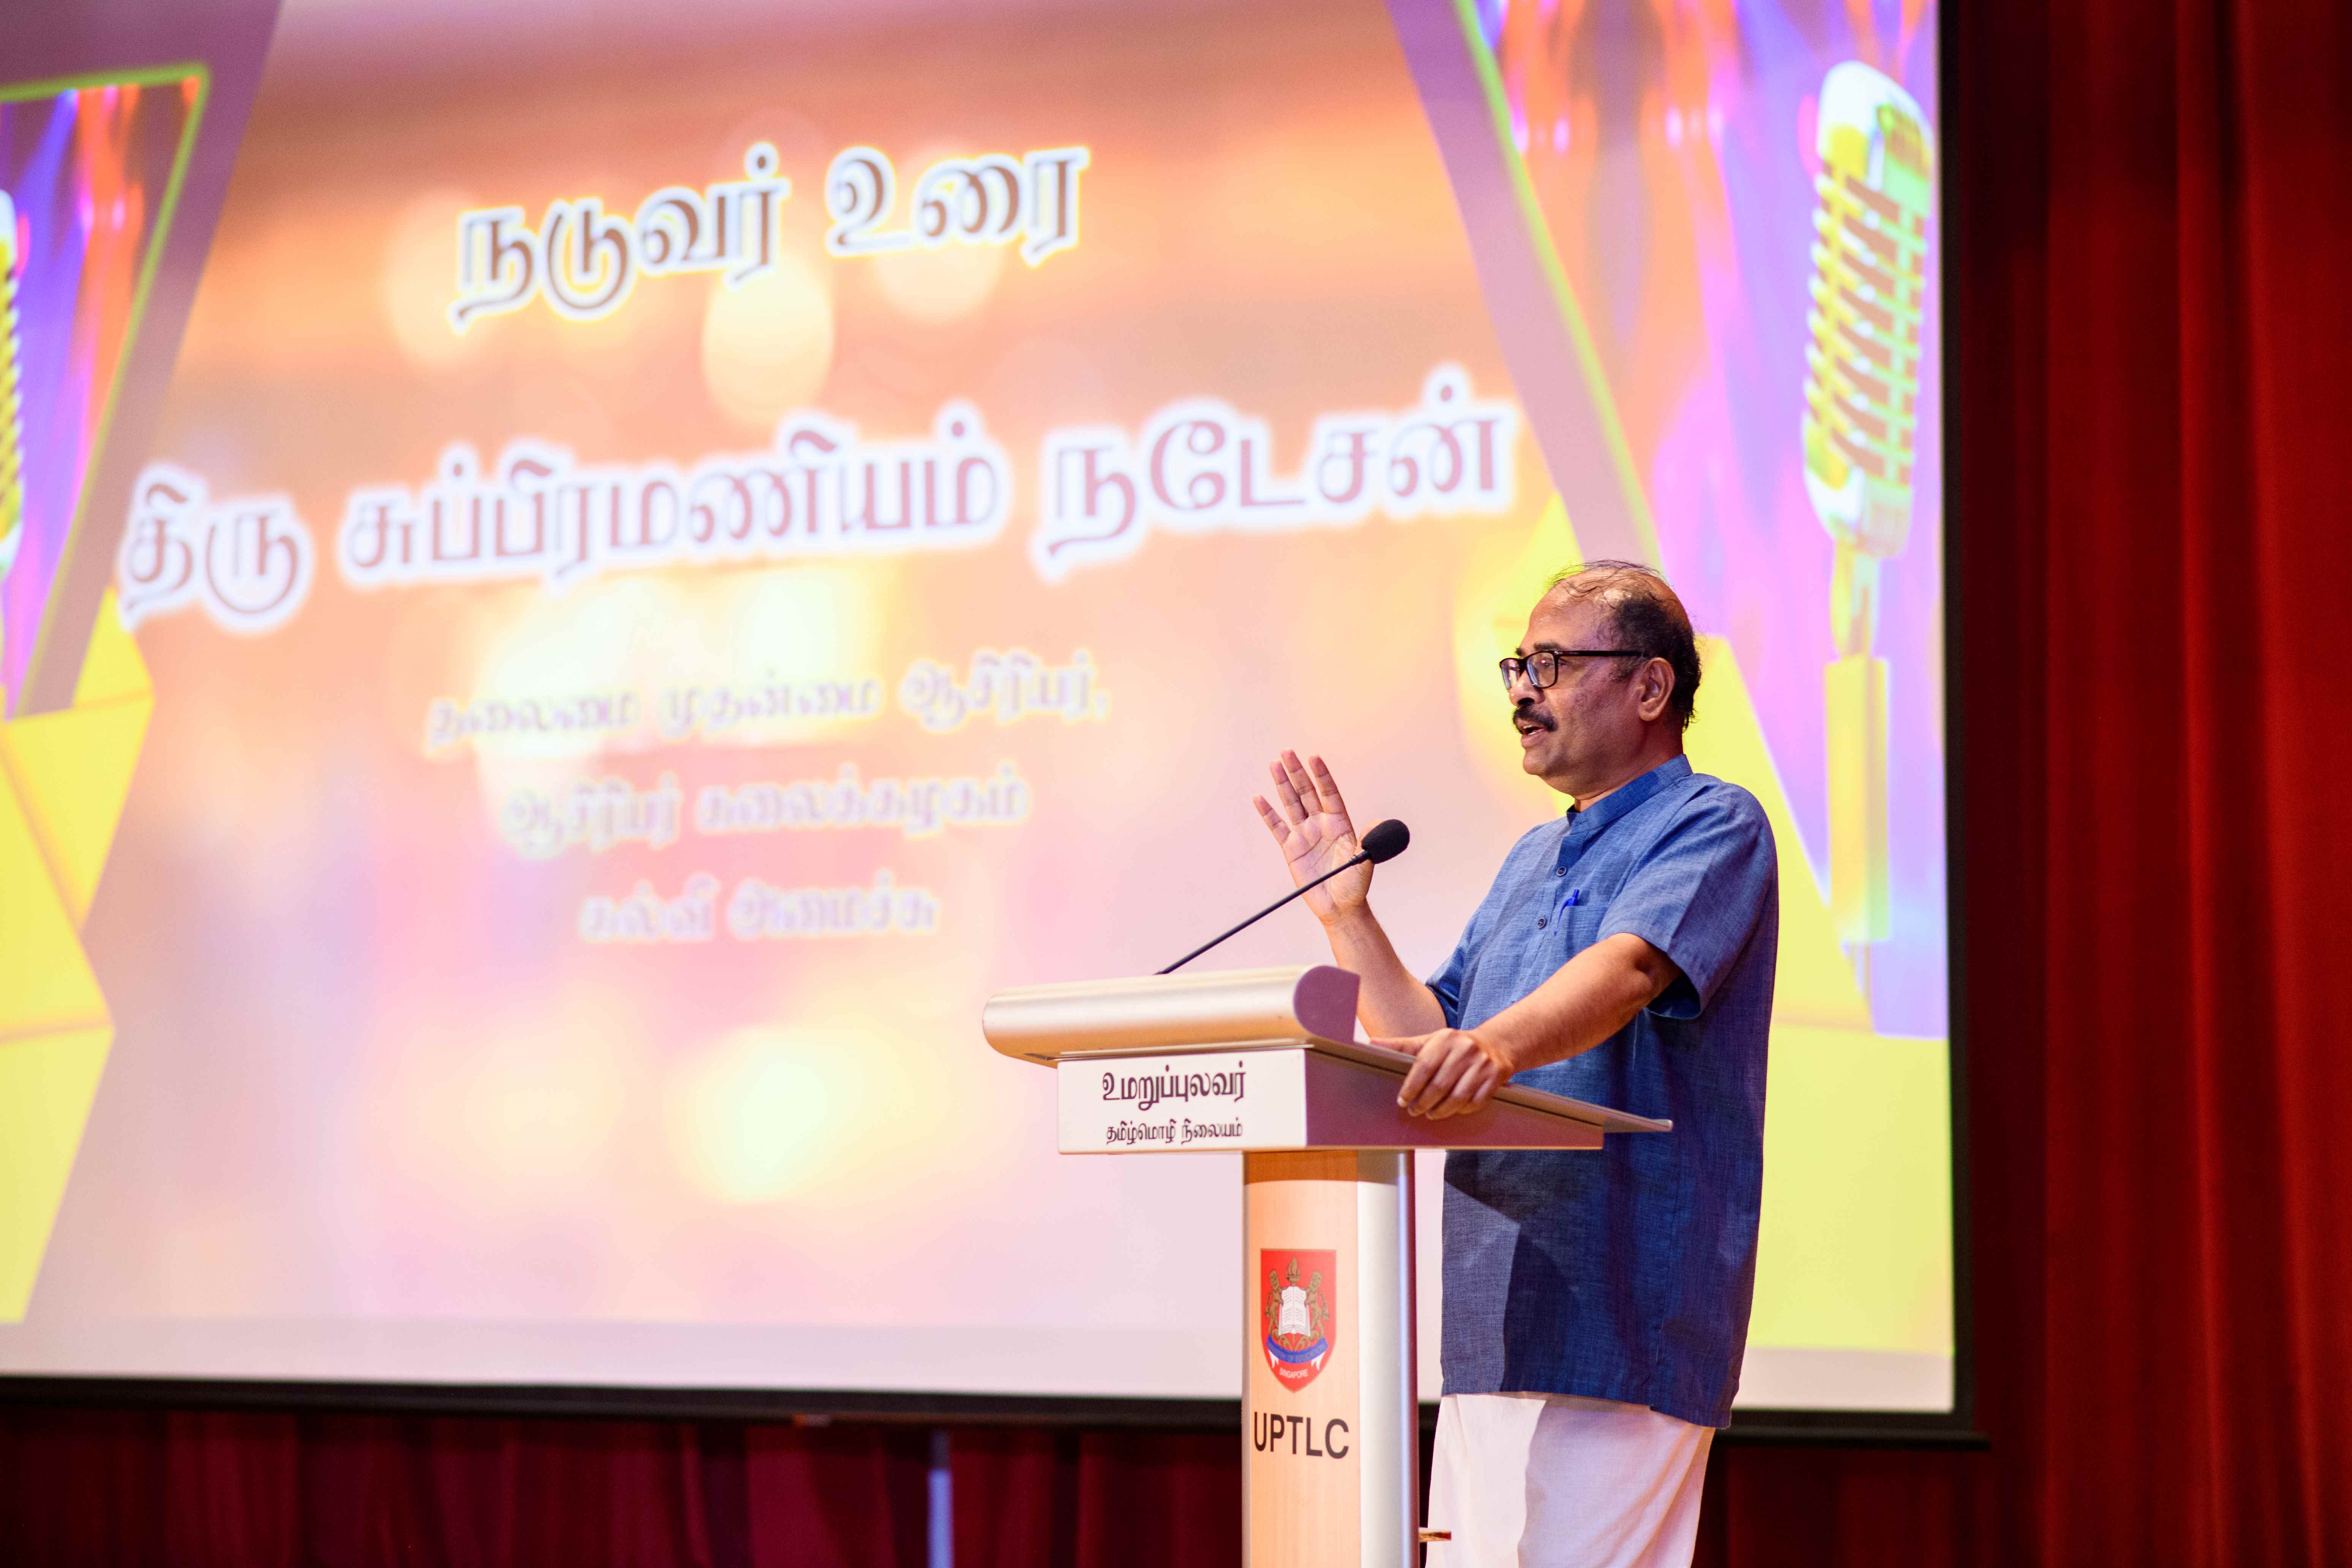 நடுவர் உரை
திரு சுப்பிரமணியம் நடேசன்
தலைமை முதன்மை ஆசிரியர்,
ஆசிரியர் கலைக்கழகம்
கல்வி அமைச்சு
உமறுப்புலவர்
தமிழ்மொழி நிலையம்
SINGAPORE
UPTLC